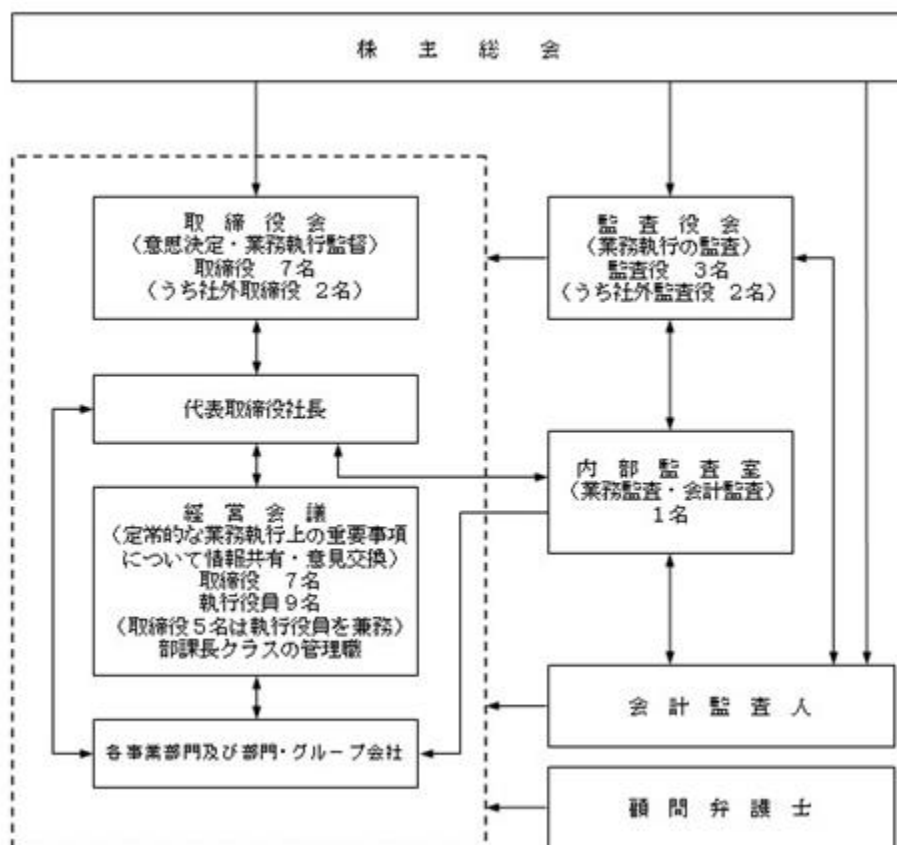 株主総会
取締役会
(意思決定・業務執行監督)
取締役 7名
(うち社外取締役 2名)
監査役会
(業務執行の監査)
監査役 3名
(うち社外監査役 2名)
代表取締役社長
内部監査室
(業務監査・会計監査)
1名
経営会議
(定常的な業務執行上の重要事項
について情報共有・意見交換)
取締役 7名
執行役員9名
(取締役5名は執行役員を兼務)
部課長クラスの管理職
会計監査人
各事業部門及び部門・グループ会社
顧問弁護士